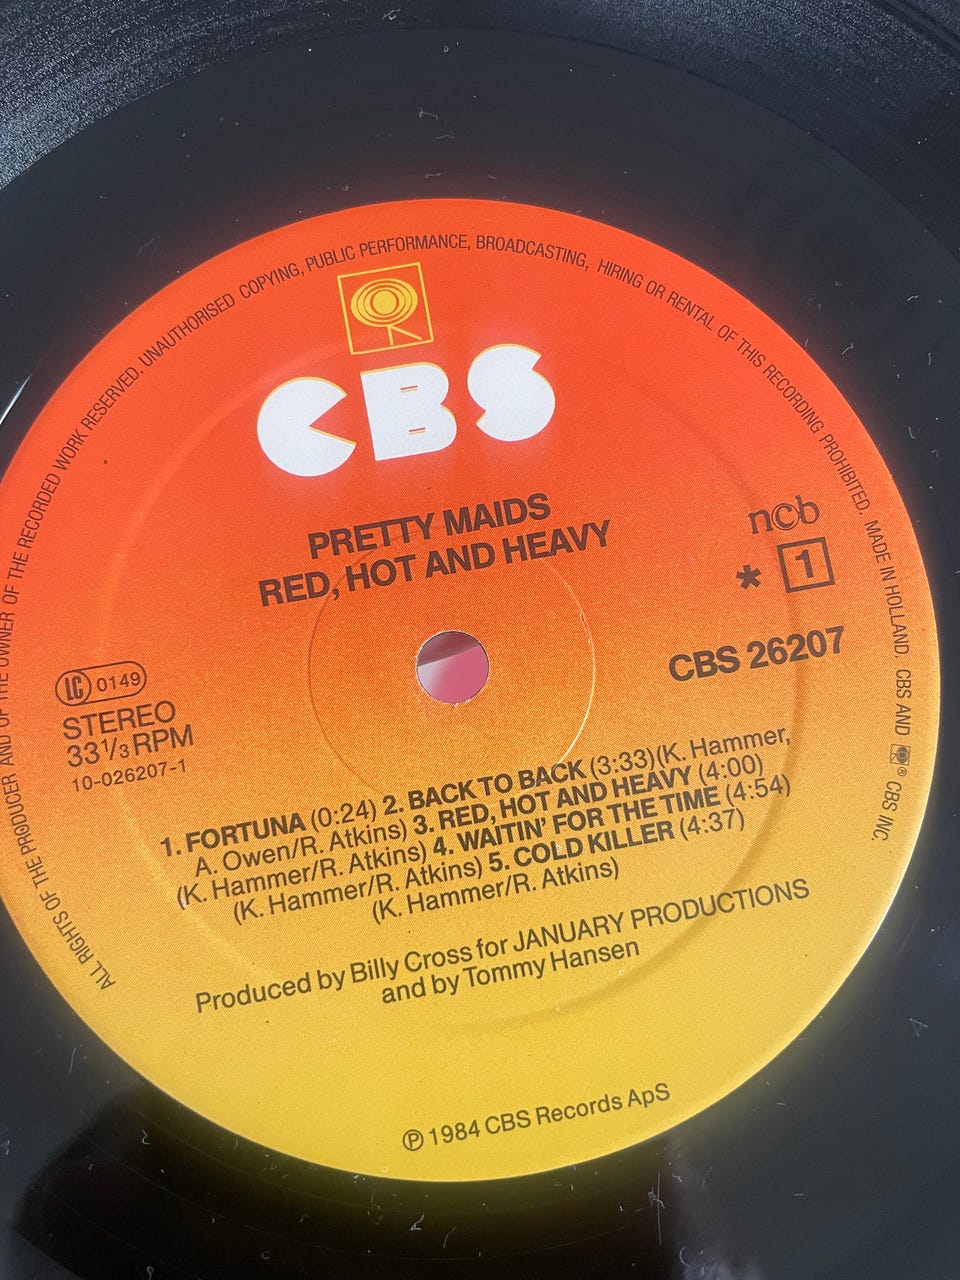 ALL RIGHTS OF THE PRODUCER AND OF THE OWNER OF THE RECORDED WORK RESERVED. UNAUTHORISED COPYING, PUBLIC PERFORMANCE, BROADCASTING, HIRING OR RENTAL OF THIS RECORDING PROHIBITED. MADE IN HOLLAND. CBS AND ® CBS INC.
CBS
PRETTY MAIDS
RED, HOT AND HEAVY
ncb
* 1
CBS 26207
LC 0149
STEREO
33 1/3 RPM
10-026207-1
1. FORTUNA (0:24) 2. BACK TO BACK (3:33)(K. Hammer,
A. Owen/R. Atkins) 3. RED, HOT AND HEAVY (4:00)
(K. Hammer/R. Atkins) 4. WAITIN' FOR THE TIME (4:54)
(K. Hammer/R. Atkins) 5. COLD KILLER (4:37)
(K. Hammer/R. Atkins)
Produced by Billy Cross for JANUARY PRODUCTIONS
and by Tommy Hansen
℗ 1984 CBS Records ApS